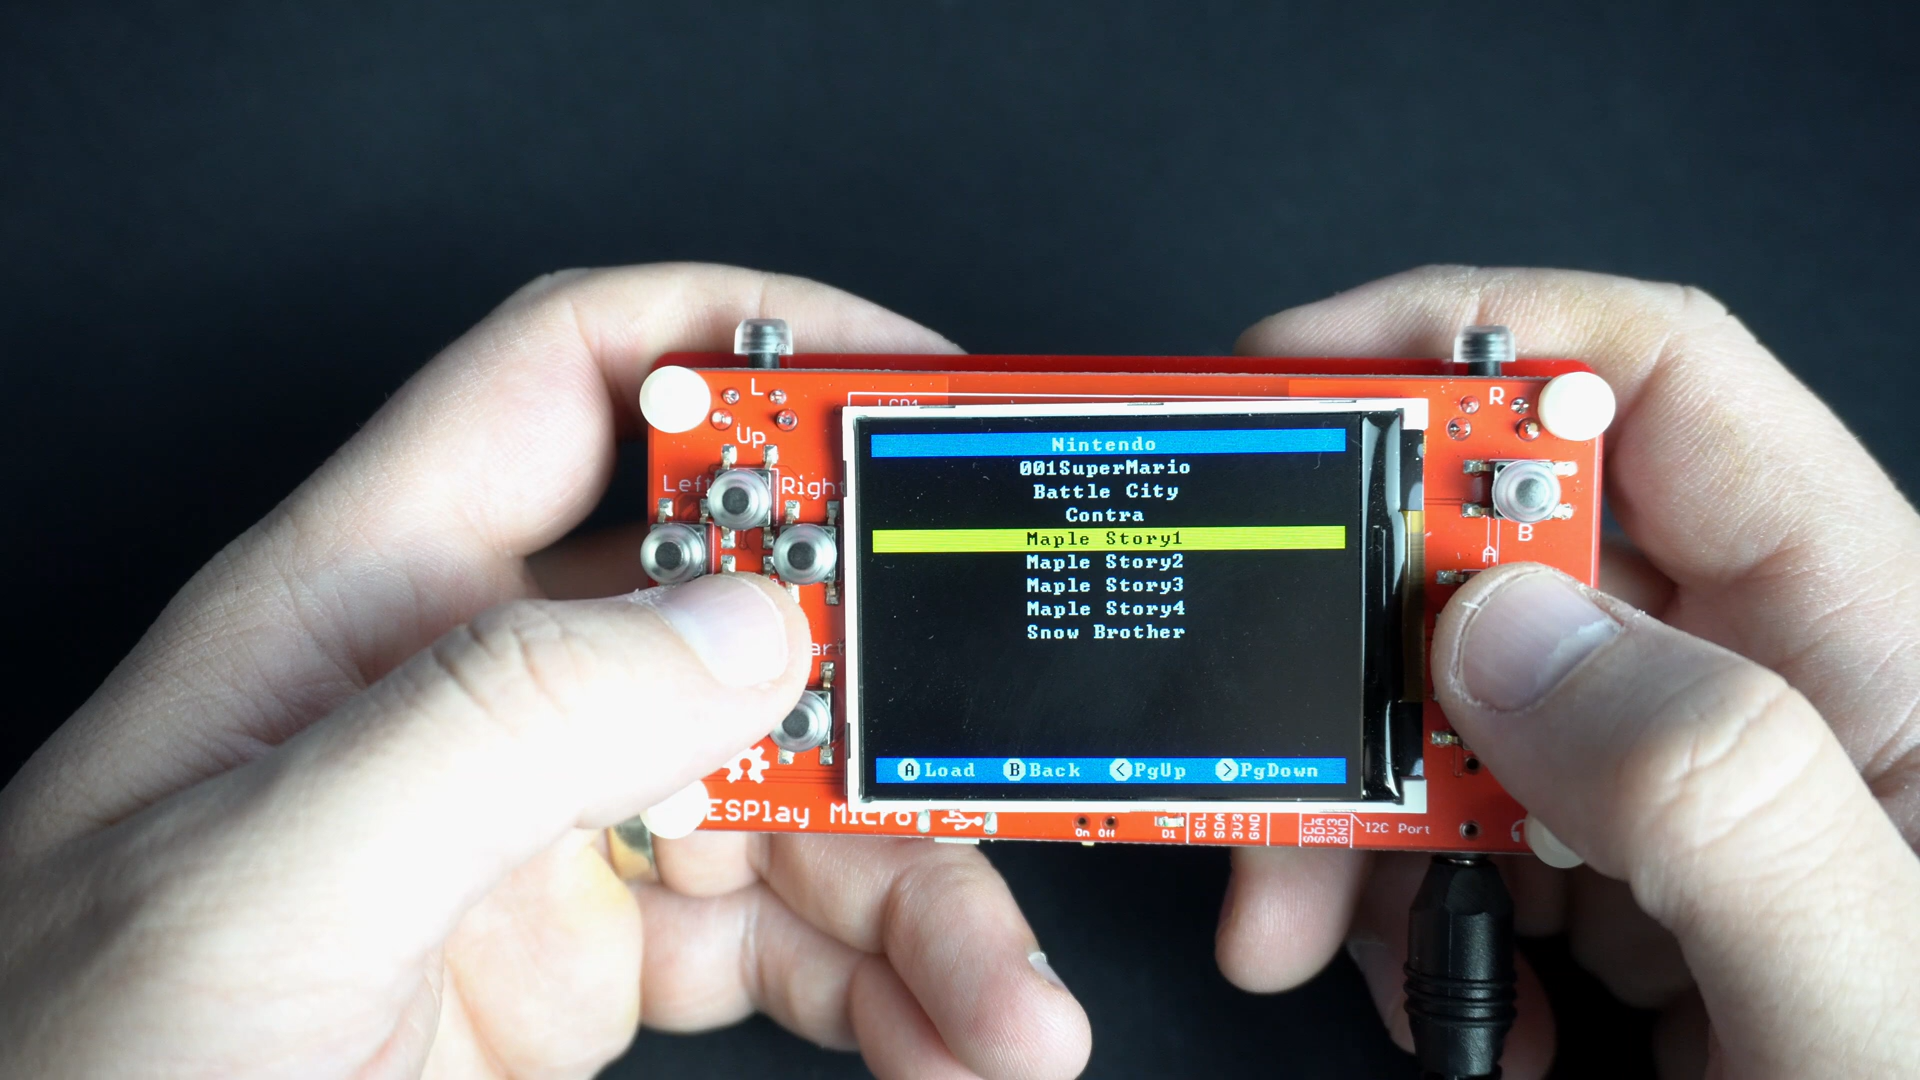 L
R
LCD1
Up
Left
Right
Nintendo
001SuperMario
Battle City
Contra
Maple Story1
Maple Story2
Maple Story3
Maple Story4
Snow Brother
B
A
A Load B Back < PgUp > PgDown
ESPlay Micro
On Off
D1
SCL
SDA
3V3
GND
SCL
SDA
3V3
GND
I2C Port